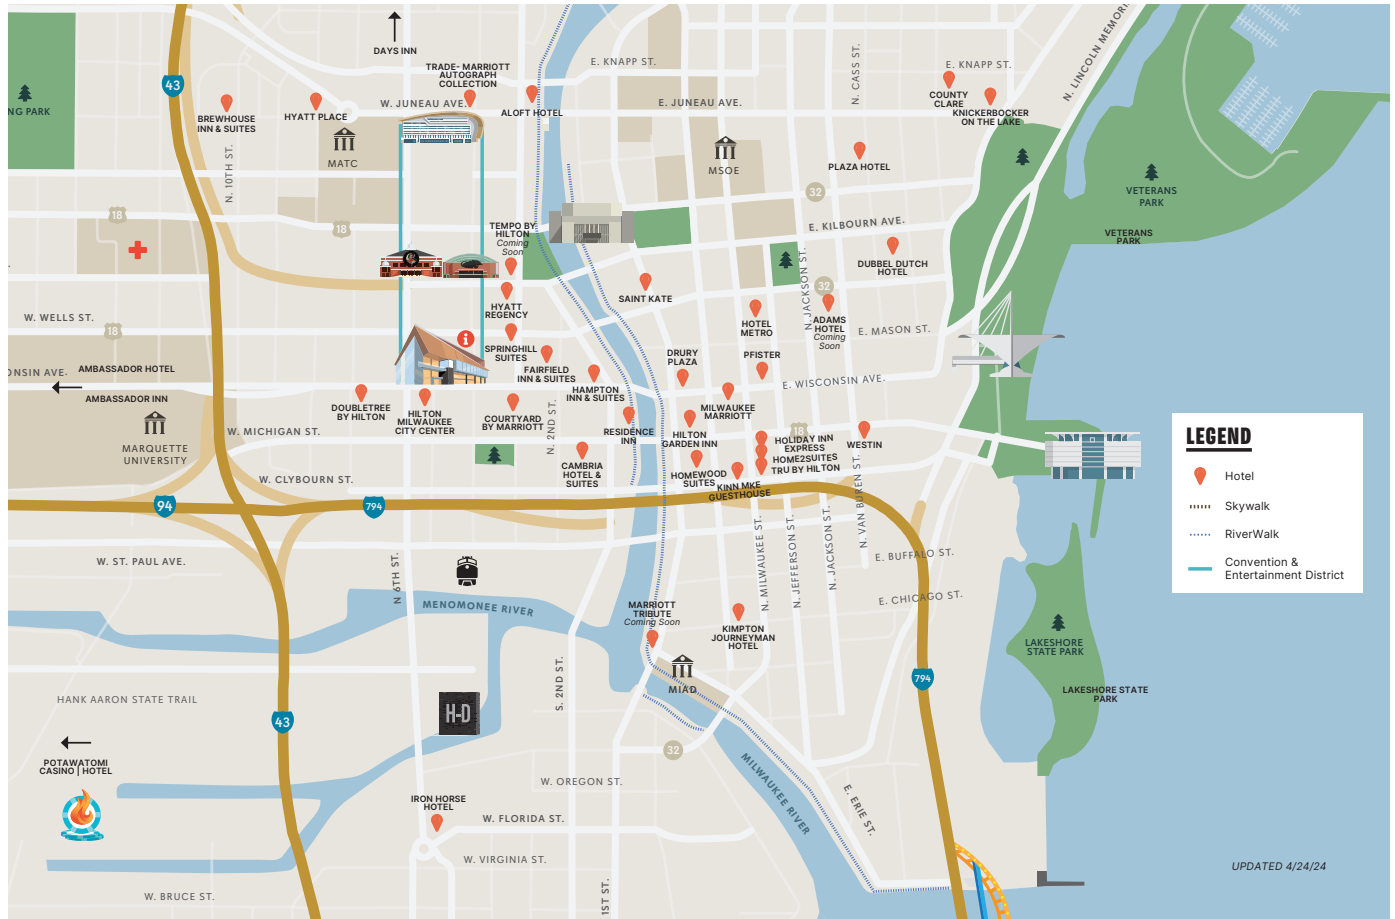 DAYS INN
TRADE- MARRIOTT
AUTOGRAPH
COLLECTION
E. KNAPP ST.
N. CASS ST.
E. KNAPP ST.
N. LINCOLN MEMORI
43
NG PARK
BREWHOUSE
INN & SUITES
HYATT PLACE
W. JUNEAU AVE.
ALOFT HOTEL
E. JUNEAU AVE.
COUNTY
CLARE
KNICKERBOCKER
ON THE LAKE
N. 10TH ST.
MATC
MSOE
PLAZA HOTEL
32
VETERANS
PARK
18
18
TEMPO BY
HILTON
Coming
Soon
E. KILBOURN AVE.
VETERANS
PARK
DUBBEL DUTCH
HOTEL
HYATT
REGENCY
SAINT KATE
N. JACKSON ST.
32
W. WELLS ST.
18
HOTEL
METRO
ADAMS
HOTEL
Coming
Soon
E. MASON ST.
i
SPRINGHILL
SUITES
FAIRFIELD
INN & SUITES
DRURY
PLAZA
PFISTER
ONSIN AVE.
AMBASSADOR HOTEL
AMBASSADOR INN
HAMPTON
INN & SUITES
E. WISCONSIN AVE.
DOUBLETREE
BY HILTON
HILTON
MILWAUKEE
CITY CENTER
COURTYARD
BY MARRIOTT
N. 2ND ST.
RESIDENCE
INN
MILWAUKEE
MARRIOTT
HILTON
GARDEN INN
18
HOLIDAY INN
EXPRESS
HOME2SUITES
TRU BY HILTON
WESTIN
MARQUETTE
UNIVERSITY
W. MICHIGAN ST.
CAMBRIA
HOTEL &
SUITES
HOMEWOOD
SUITES
KINN MKE
GUESTHOUSE
W. CLYBOURN ST.
94
794
N. VAN BUREN ST.
LEGEND
Hotel
Skywalk
RiverWalk
Convention &
Entertainment District
W. ST. PAUL AVE.
N 6TH ST.
N. MILWAUKEE ST.
N. JEFFERSON ST.
N. JACKSON ST.
E. BUFFALO ST.
E. CHICAGO ST.
MENOMONEE RIVER
MARRIOTT
TRIBUTE
Coming Soon
KIMPTON
JOURNEYMAN
HOTEL
LAKESHORE
STATE PARK
MIAD
794
LAKESHORE STATE
PARK
HANK AARON STATE TRAIL
S. 2ND ST.
H-D
43
32
POTAWATOMI
CASINO | HOTEL
MILWAUKEE RIVER
W. OREGON ST.
IRON HORSE
HOTEL
W. FLORIDA ST.
E. ERIE ST.
W. VIRGINIA ST.
W. BRUCE ST.
1ST ST.
UPDATED 4/24/24